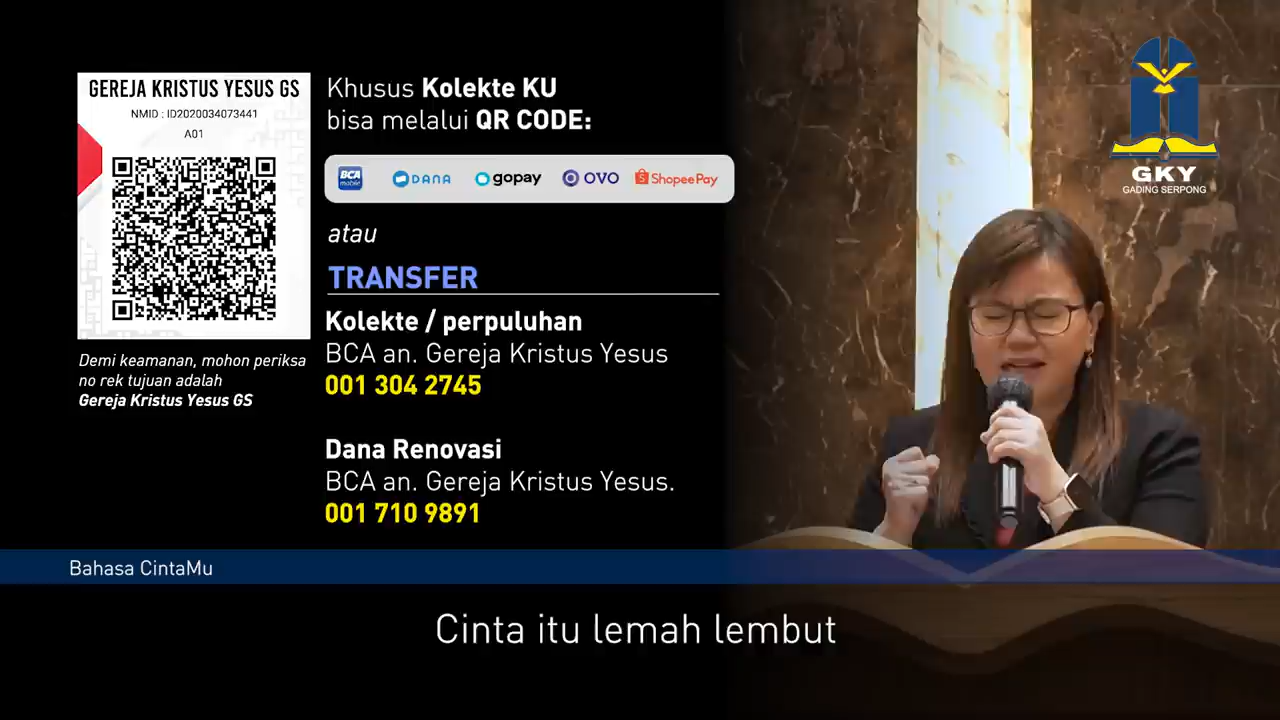 GEREJA KRISTUS YESUS GS
NMID : ID2020034073441
A01
Demi keamanan, mohon periksa
no rek tujuan adalah
Gereja Kristus Yesus GS
Khusus Kolekte KU
bisa melalui QR CODE:
BCA mobile DANA gopay OVO ShopeePay
atau
TRANSFER
Kolekte / perpuluhan
BCA an. Gereja Kristus Yesus
001 304 2745
Dana Renovasi
BCA an. Gereja Kristus Yesus.
001 710 9891
GKY
GADING SERPONG
Bahasa CintaMu
Cinta itu lemah lembut